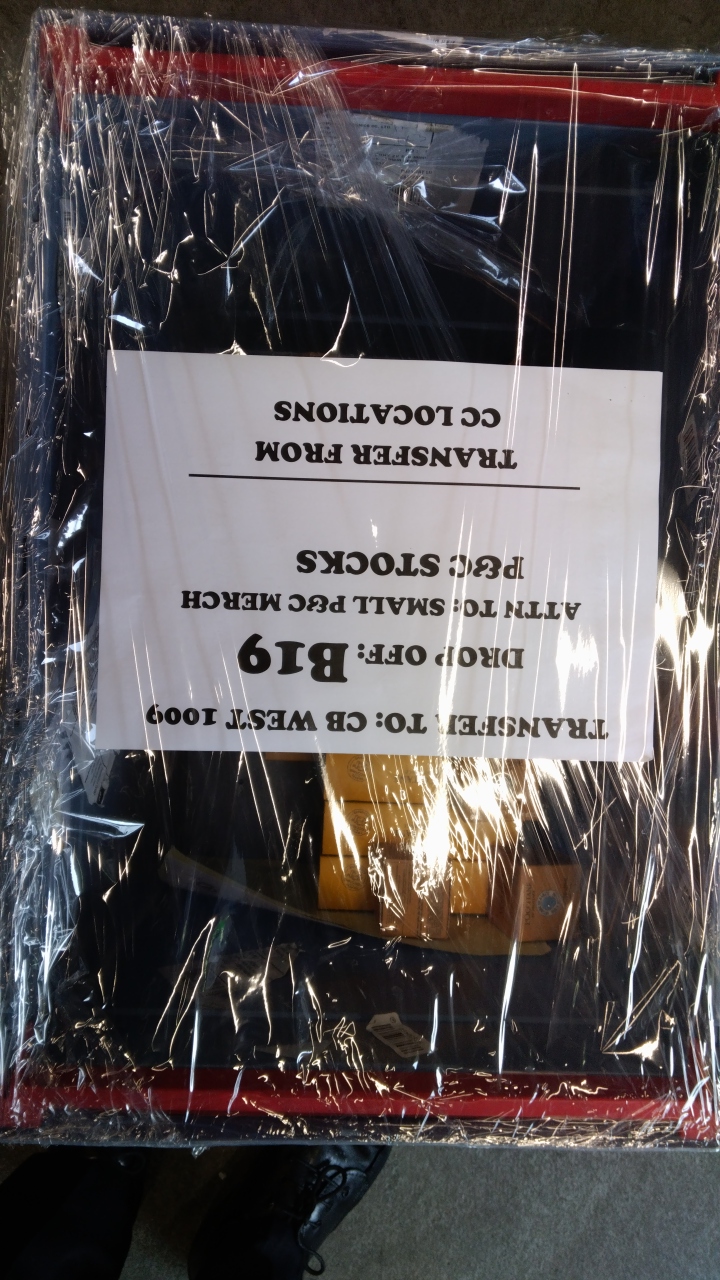 TRANSFER TO: CB WEST 1009
DROP OFF: B19
ATTN TO: SMALL P&C MERCH
P&C STOCKS
TRANSFER FROM
CC LOCATIONS